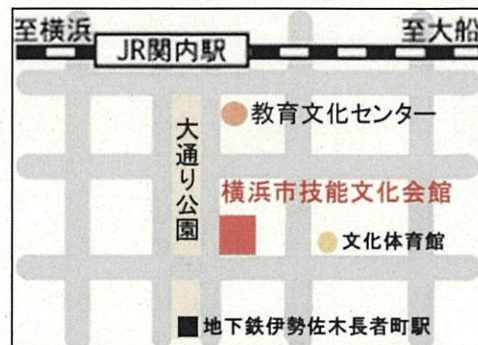 至横浜
至大船
JR関内駅
教育文化センター
大通り公園
横浜市技能文化会館
文化体育館
地下鉄伊勢佐木長者町駅